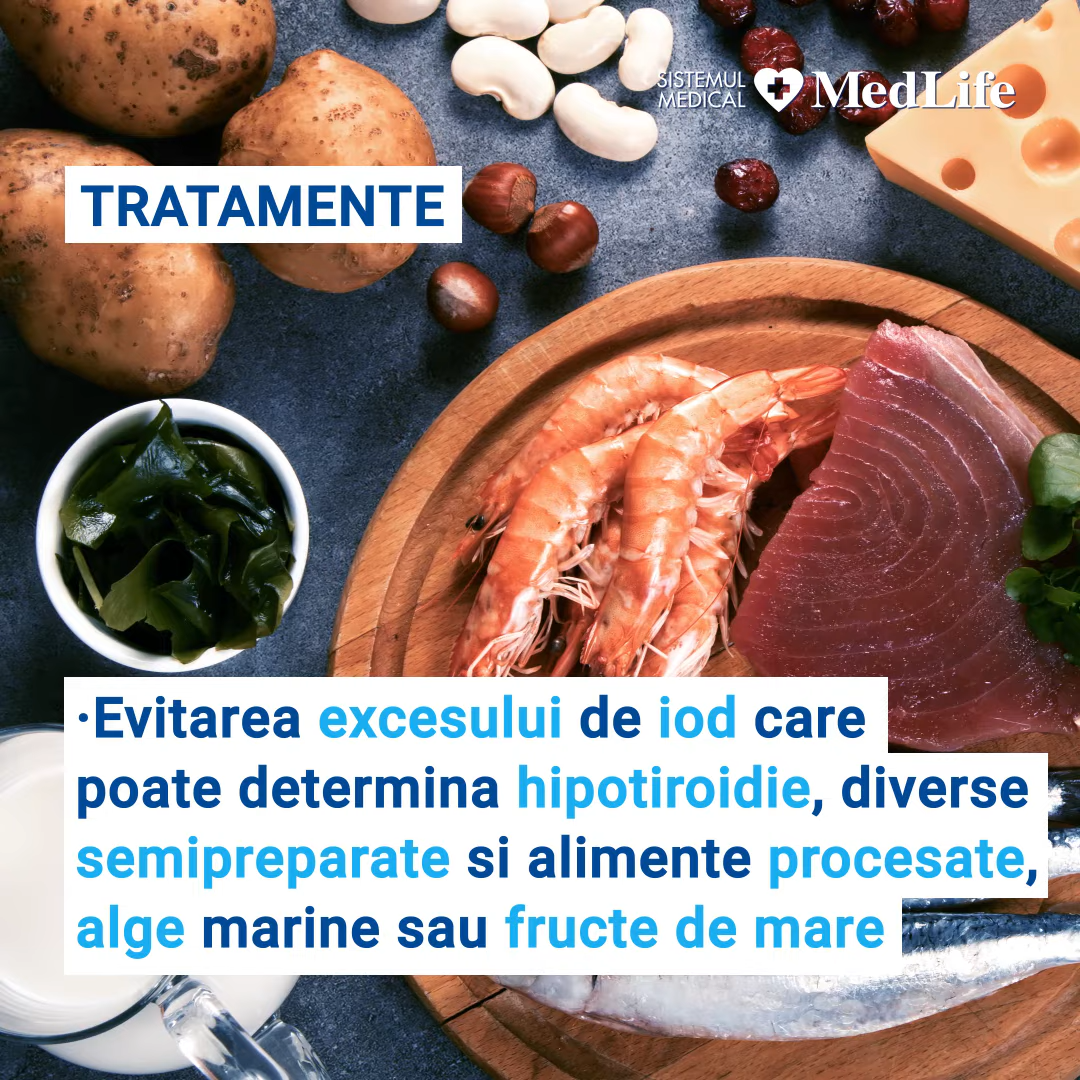 SISTEMUL
MEDICAL
MedLife
TRATAMENTE
·Evitarea excesului de iod care
poate determina hipotiroidie, diverse
semipreparate si alimente procesate,
alge marine sau fructe de mare